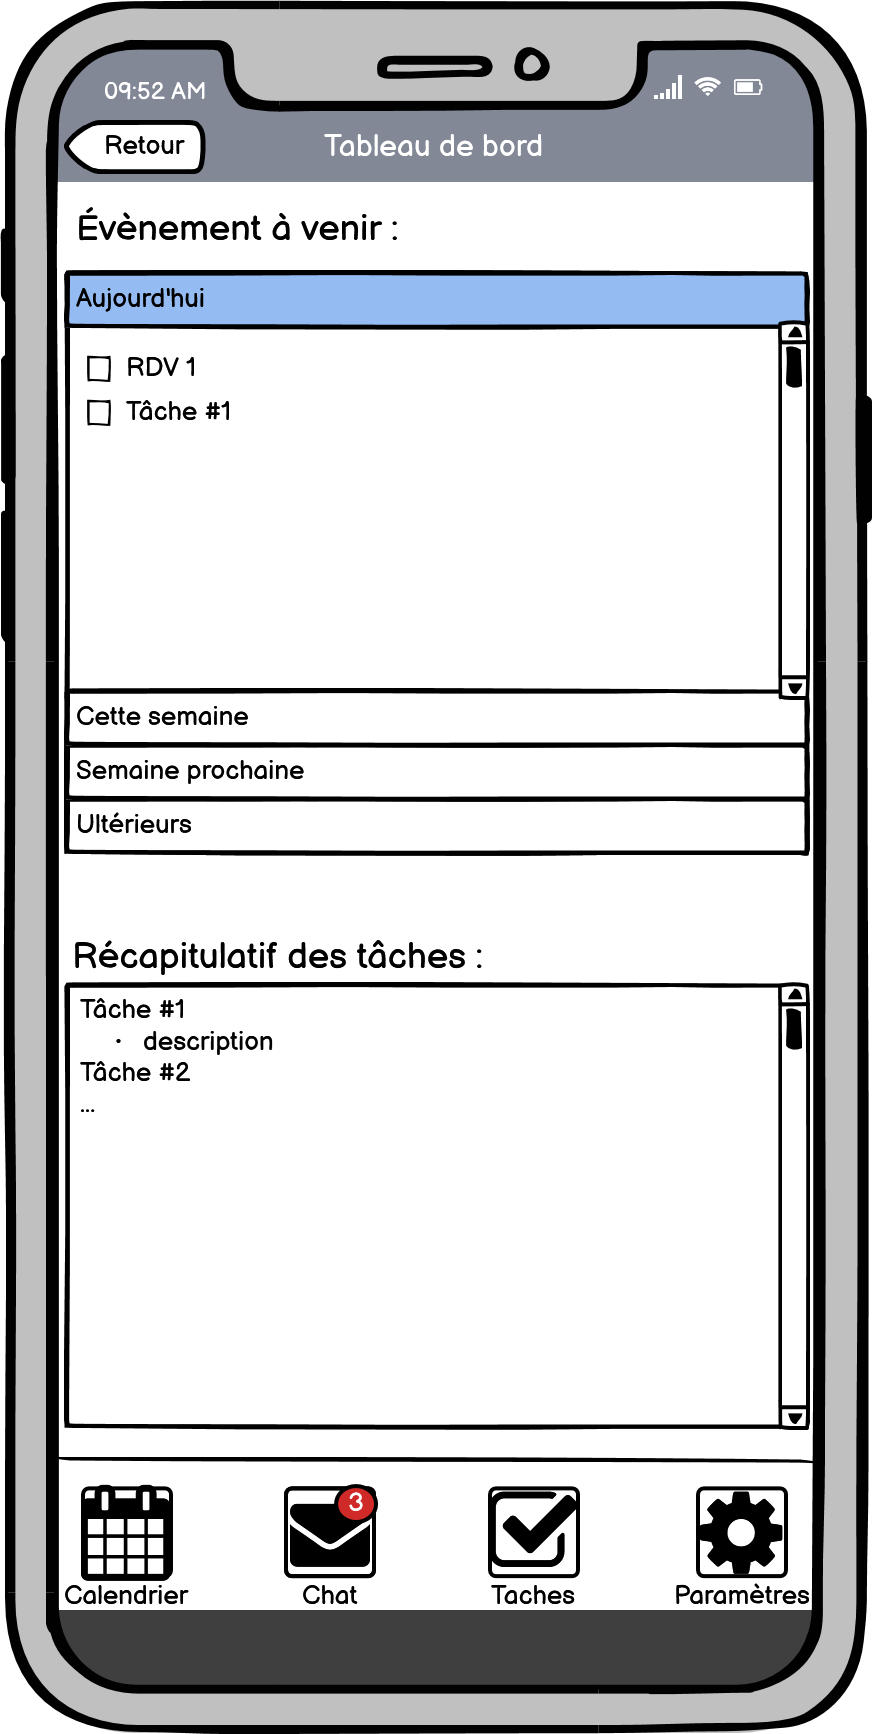 09:52 AM
Retour
Tableau de bord
Évènement à venir :
Aujourd'hui
RDV 1
Tâche #1
Cette semaine
Semaine prochaine
Ultérieurs
Récapitulatif des tâches :
Tâche #1
• description
Tâche #2
...
3
Calendrier
Chat
Taches
Paramètres